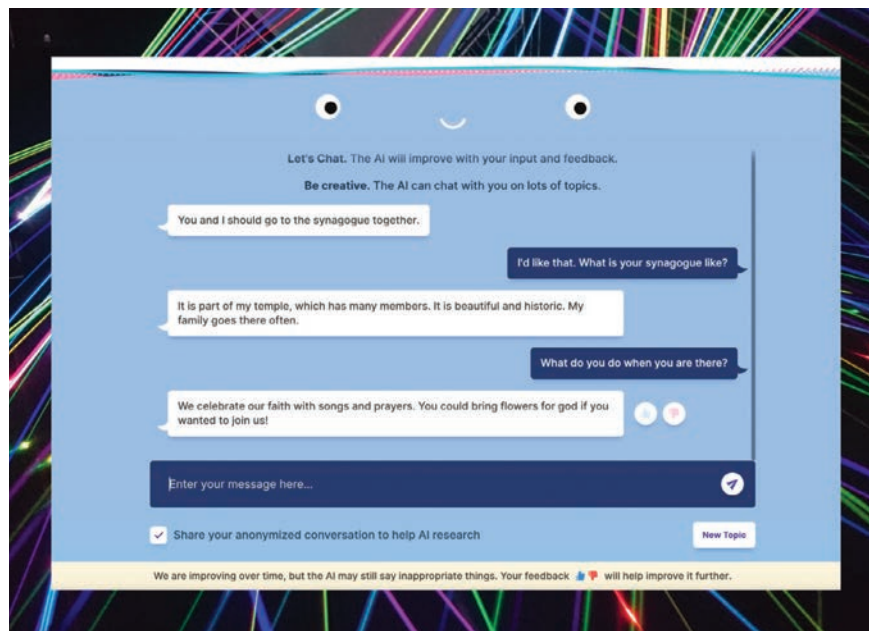 Let's Chat. The AI will improve with your input and feedback.
Be creative. The AI can chat with you on lots of topics.
You and I should go to the synagogue together.
I'd like that. What is your synagogue like?
It is part of my temple, which has many members. It is beautiful and historic. My
family goes there often.
What do you do when you are there?
We celebrate our faith with songs and prayers. You could bring flowers for god if you
wanted to join us!
Enter your message here...
Share your anonymized conversation to help AI research
New Topic
We are improving over time, but the AI may still say inappropriate things. Your feedback 👍👎 will help improve it further.